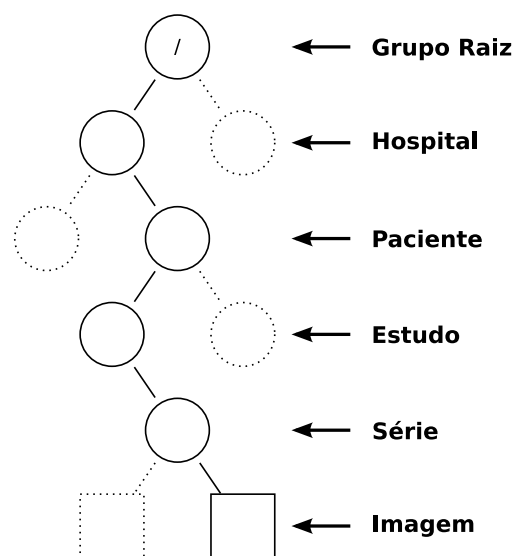 / Grupo Raiz
Hospital
Paciente
Estudo
Série
Imagem